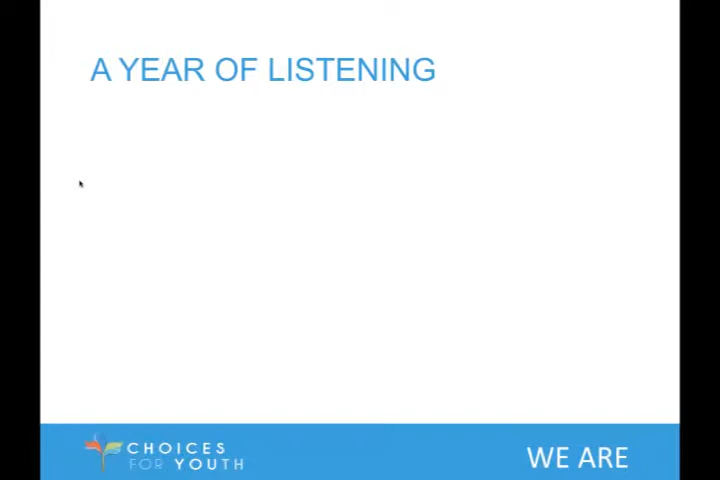 A YEAR OF LISTENING
CHOICES
FOR YOUTH
WE ARE